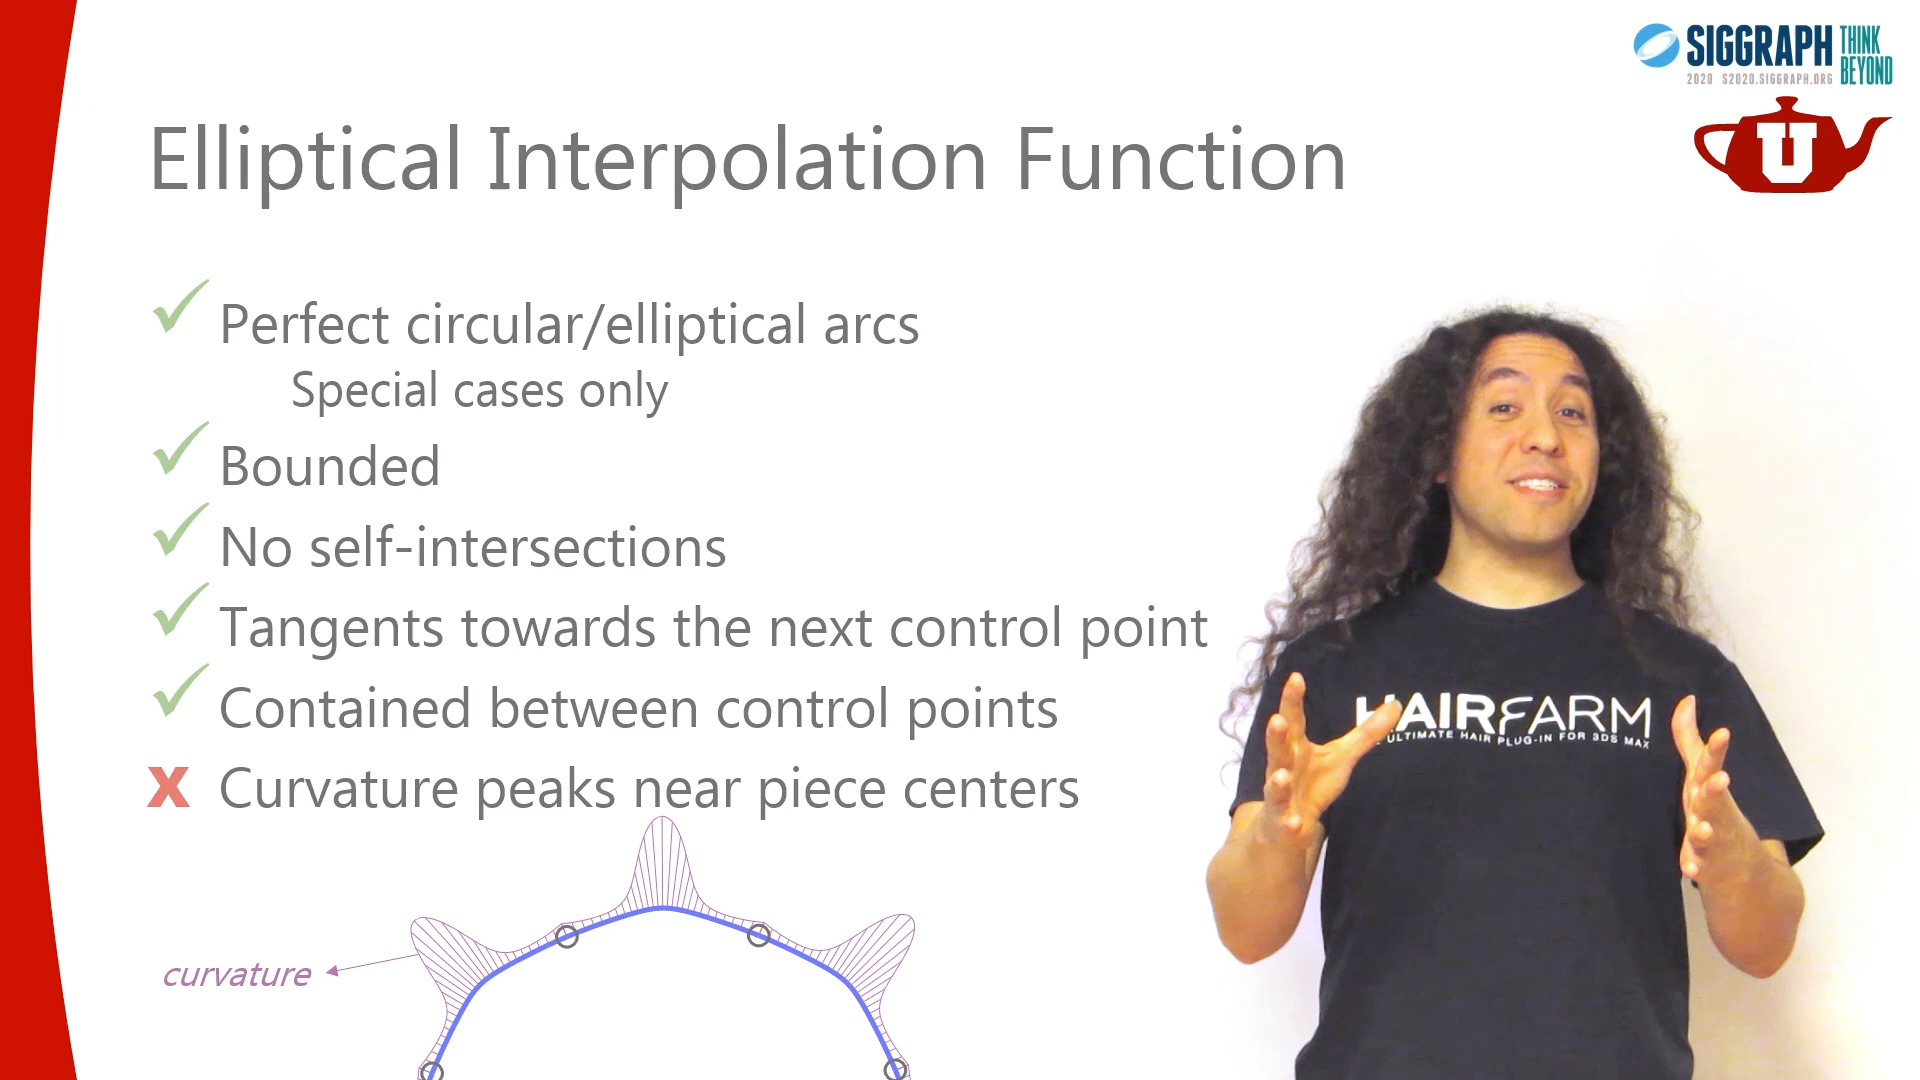 SIGGRAPH THINK BEYOND
2020 S2020.SIGGRAPH.ORG
U
Elliptical Interpolation Function
✓ Perfect circular/elliptical arcs
Special cases only
✓ Bounded
✓ No self-intersections
✓ Tangents towards the next control point
✓ Contained between control points
X Curvature peaks near piece centers
HAIRFARM
ULTIMATE HAIR PLUG-IN FOR 3DS MAX
curvature